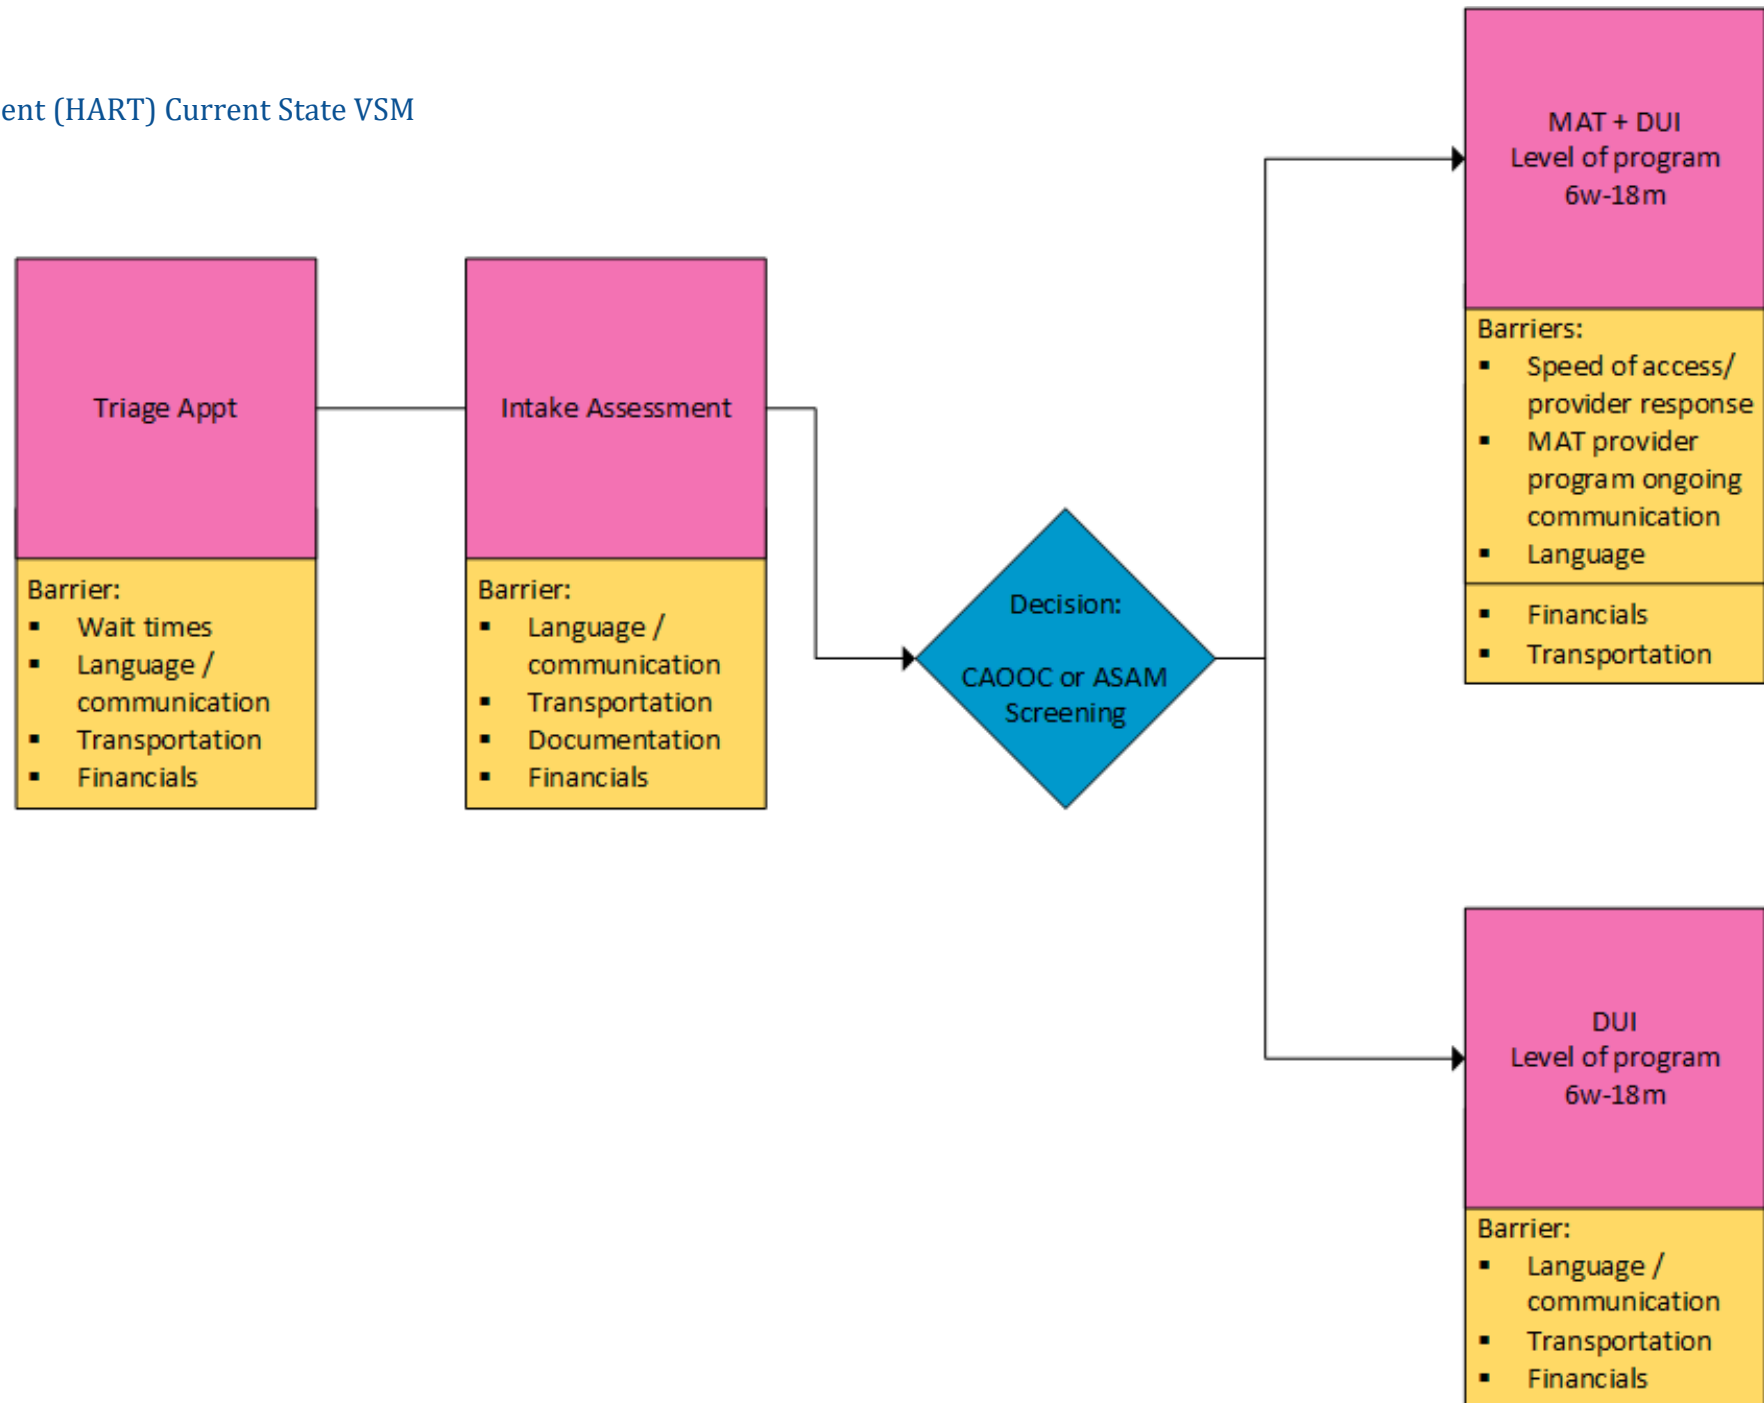 ent (HART) Current State VSM
Triage Appt
Barrier:
▪ Wait times
▪ Language /
communication
▪ Transportation
▪ Financials
Intake Assessment
Barrier:
▪ Language /
communication
▪ Transportation
▪ Documentation
▪ Financials
Decision:
CAOOC or ASAM
Screening
MAT + DUI
Level of program
6w-18m
Barriers:
▪ Speed of access/
provider response
▪ MAT provider
program ongoing
communication
▪ Language
▪ Financials
▪ Transportation
DUI
Level of program
6w-18m
Barrier:
▪ Language /
communication
▪ Transportation
▪ Financials